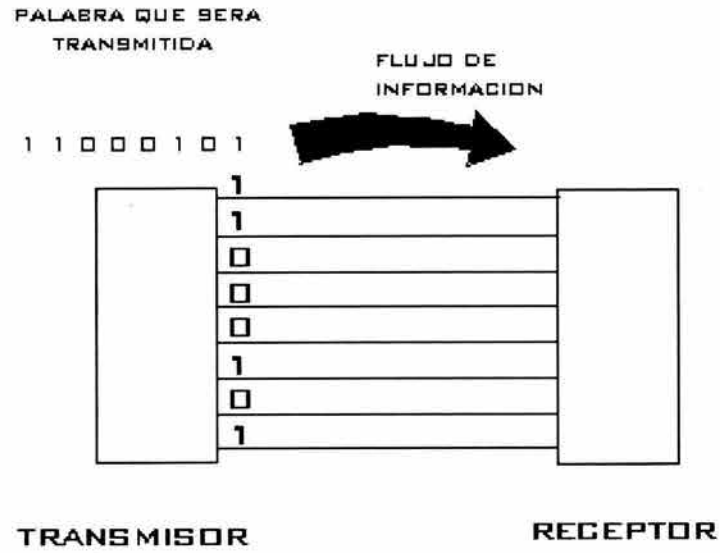 PALABRA QUE SERA
TRANSMITIDA
FLUJO DE
INFORMACION
1 1 0 0 0 1 0 1
1
1
0
0
0
1
0
1
TRANSMISOR
RECEPTOR